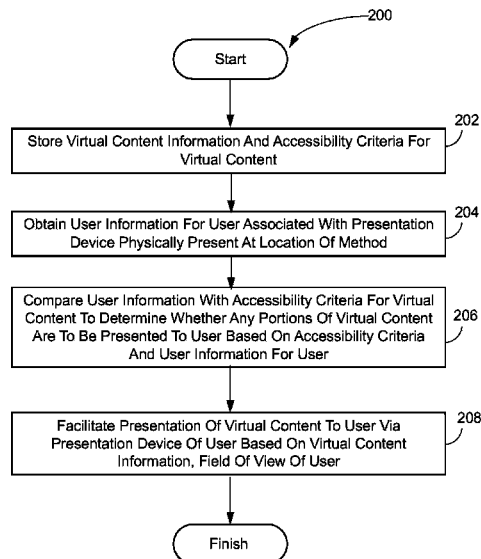 200
Start
202
Store Virtual Content Information And Accessibility Criteria For
Virtual Content
204
Obtain User Information For User Associated With Presentation
Device Physically Present At Location Of Method
Compare User Information With Accessibility Criteria For Virtual
Content To Determine Whether Any Portions Of Virtual Content
Are To Be Presented To User Based On Accessibility Criteria
And User Information For User
206
Facilitate Presentation Of Virtual Content To User Via
Presentation Device Of User Based On Virtual Content
Information, Field Of View Of User
208
Finish